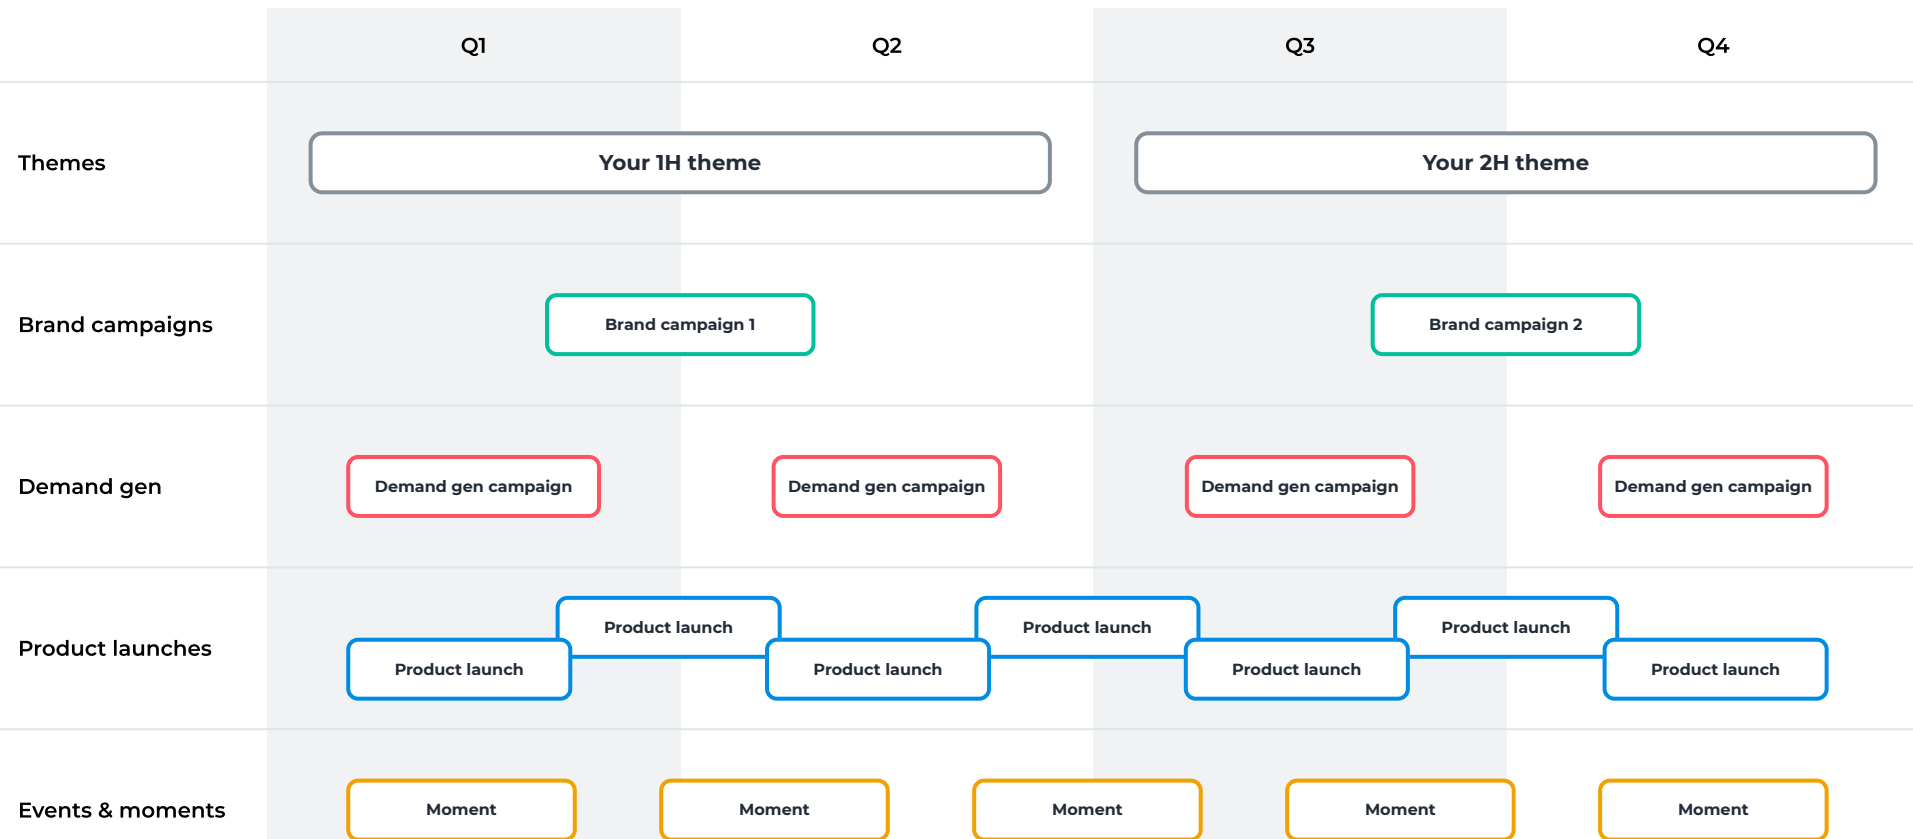 Q1
Q2
Q3
Q4
Themes
Your 1H theme
Your 2H theme
Brand campaigns
Brand campaign 1
Brand campaign 2
Demand gen
Demand gen campaign
Demand gen campaign
Demand gen campaign
Demand gen campaign
Product launches
Product launch
Product launch
Product launch
Product launch
Product launch
Product launch
Product launch
Events & moments
Moment
Moment
Moment
Moment
Moment